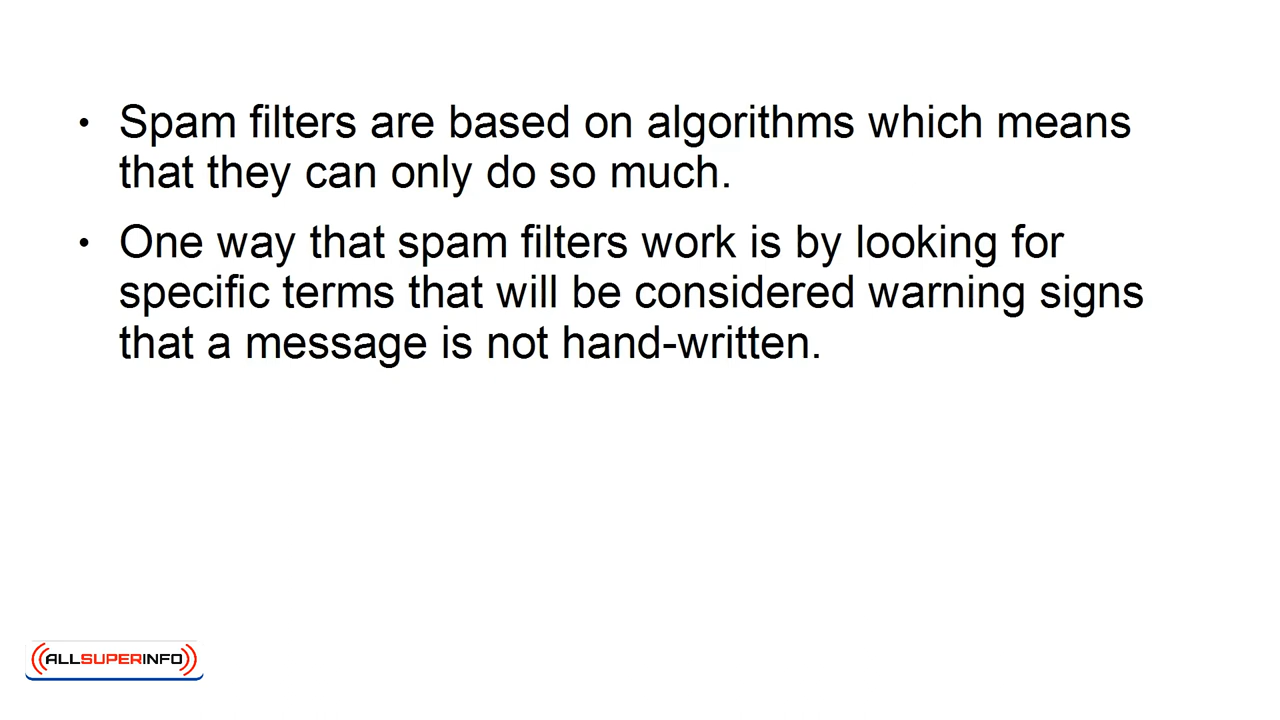 • Spam filters are based on algorithms which means
that they can only do so much.
• One way that spam filters work is by looking for
specific terms that will be considered warning signs
that a message is not hand-written.
ALLSUPERINFO